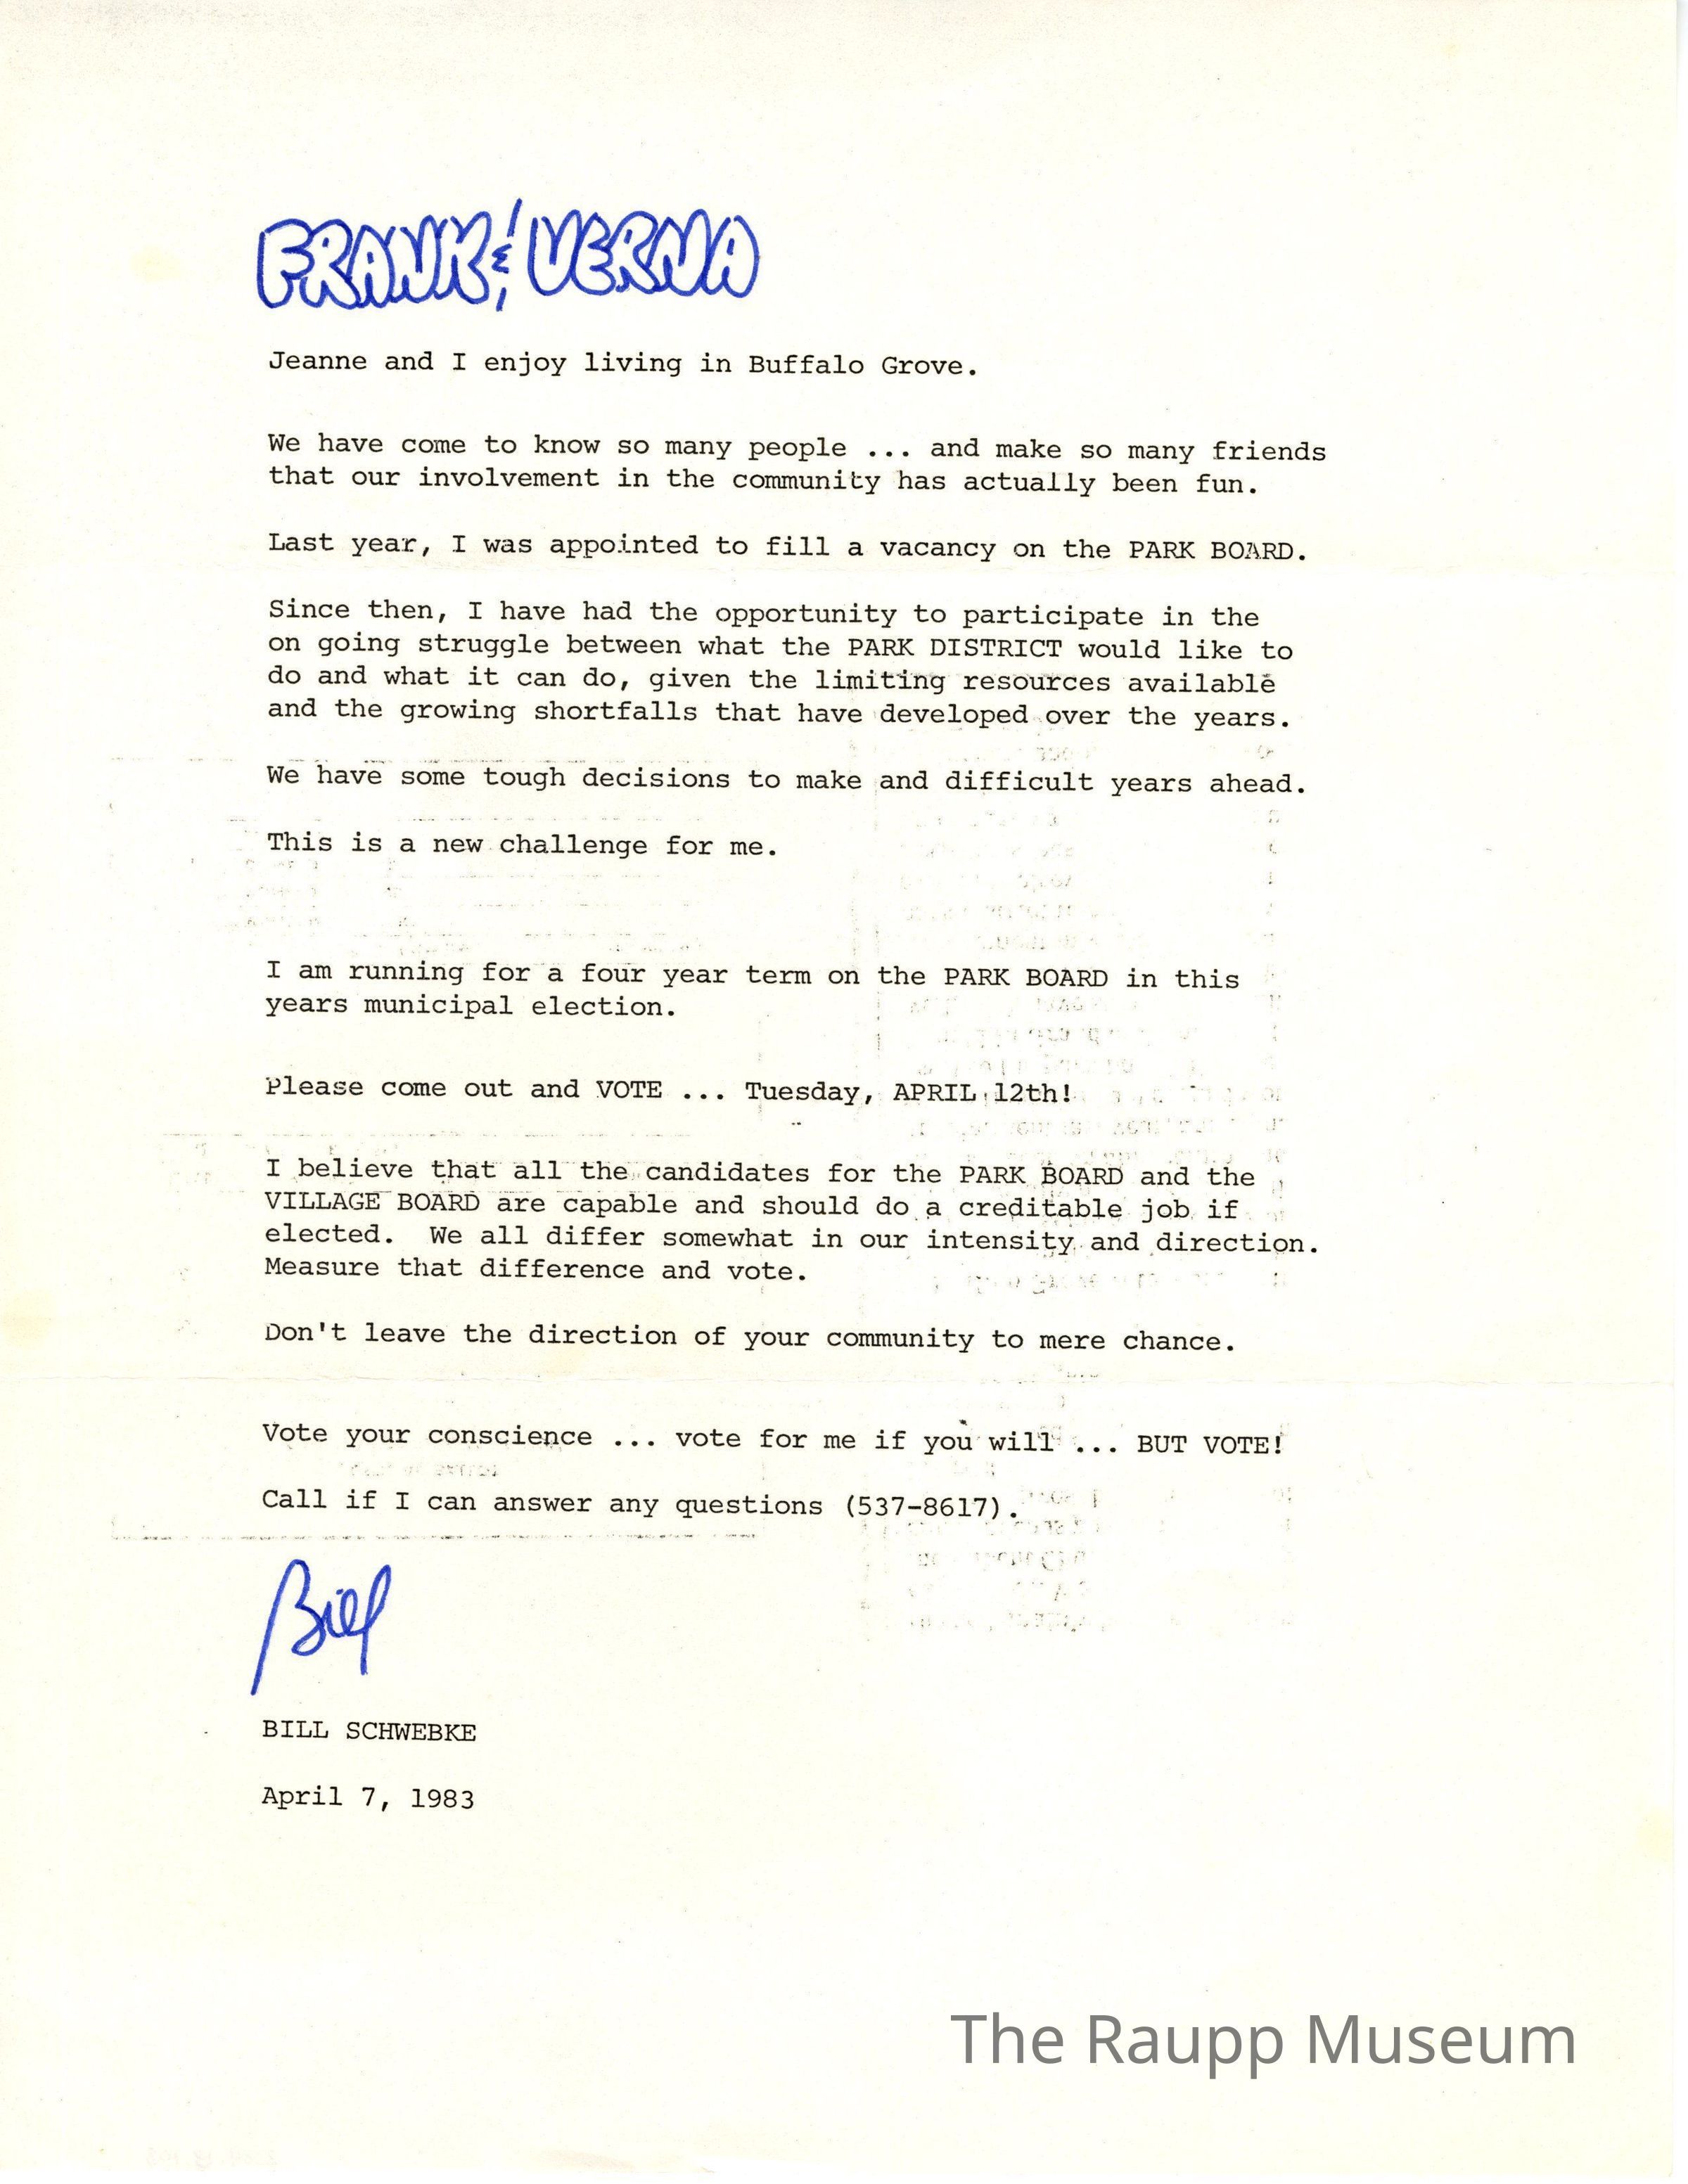 FRANK & VERNA
Jeanne and I enjoy living in Buffalo Grove.
We have come to know so many people ... and make so many friends
that our involvement in the community has actually been fun.
Last year, I was appointed to fill a vacancy on the PARK BOARD.
Since then, I have had the opportunity to participate in the
on going struggle between what the PARK DISTRICT would like to
do and what it can do, given the limiting resources available
and the growing shortfalls that have developed over the years.
We have some tough decisions to make and difficult years ahead.
This is a new challenge for me.
I am running for a four year term on the PARK BOARD in this
years municipal election.
Please come out and VOTE ... Tuesday, APRIL 12th!
I believe that all the candidates for the PARK BOARD and the
VILLAGE BOARD are capable and should do a creditable job if
elected.  We all differ somewhat in our intensity and direction.
Measure that difference and vote.
Don't leave the direction of your community to mere chance.
Vote your conscience ... vote for me if you will ... BUT VOTE!
Call if I can answer any questions (537-8617).
Bill
BILL SCHWEBKE
April 7, 1983
The Raupp Museum